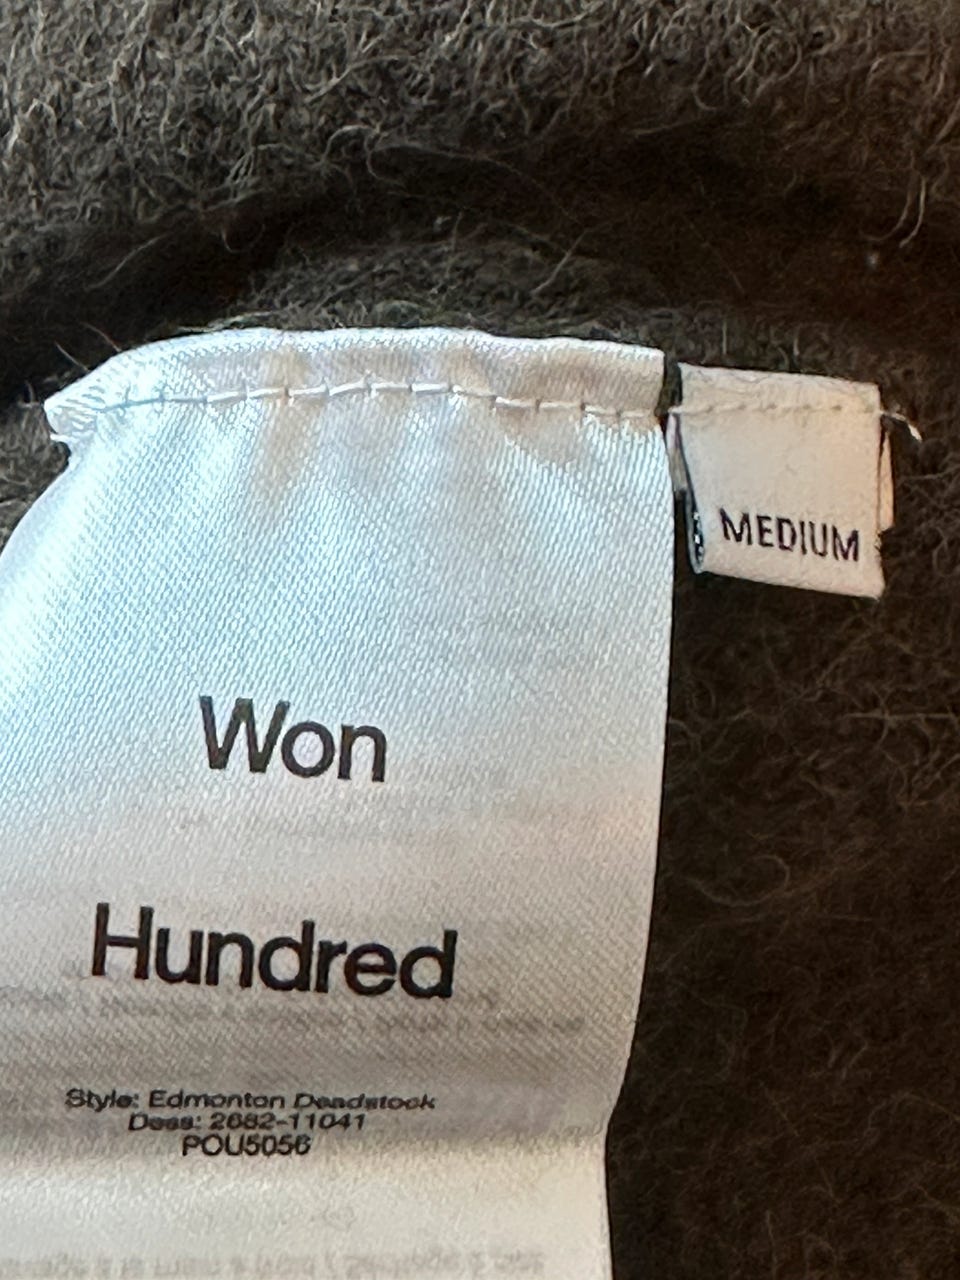 MEDIUM
Won
Hundred
Style: Edmonton Deadstock
Dess: 2682-11041
POU5056